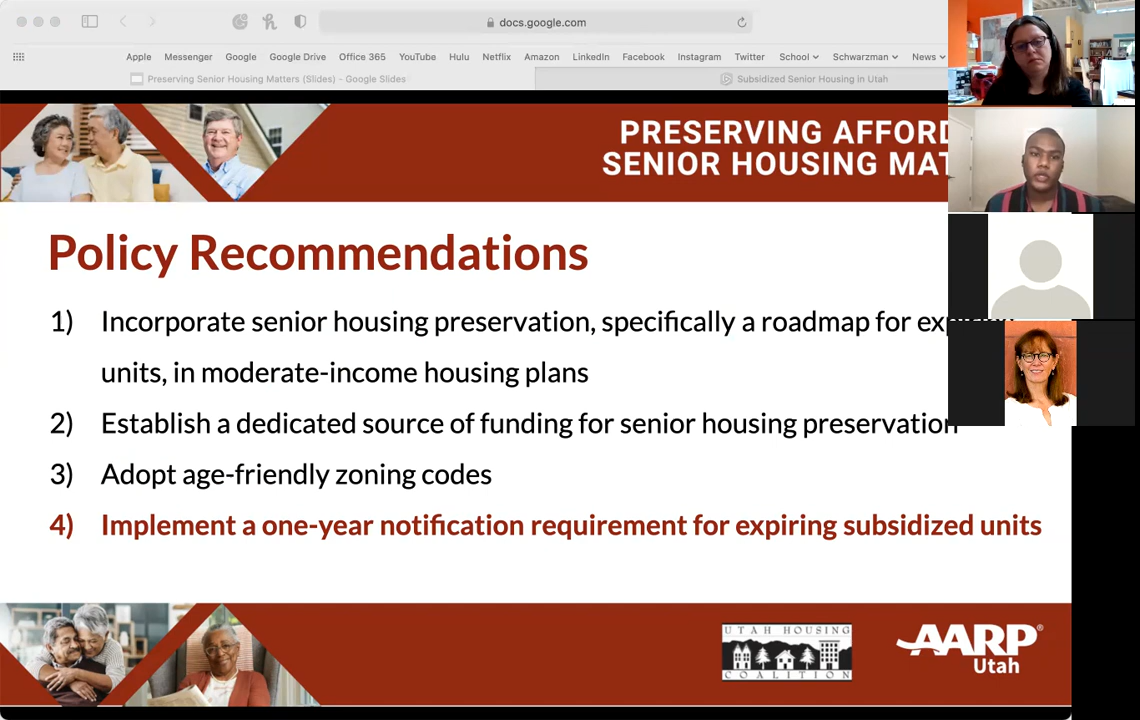 docs.google.com
Apple Messenger Google Google Drive Office 365 YouTube Hulu Netflix Amazon LinkedIn Facebook Instagram Twitter School Schwarzman News
Preserving Senior Housing Matters (Slides) - Google Slides
Subsidized Senior Housing in Utah
PRESERVING AFFORD
SENIOR HOUSING MAT
Policy Recommendations
1) Incorporate senior housing preservation, specifically a roadmap for
units, in moderate-income housing plans
2) Establish a dedicated source of funding for senior housing preservation
3) Adopt age-friendly zoning codes
4) Implement a one-year notification requirement for expiring subsidized units
UTAH HOUSING
COALITION
AARP®
Utah